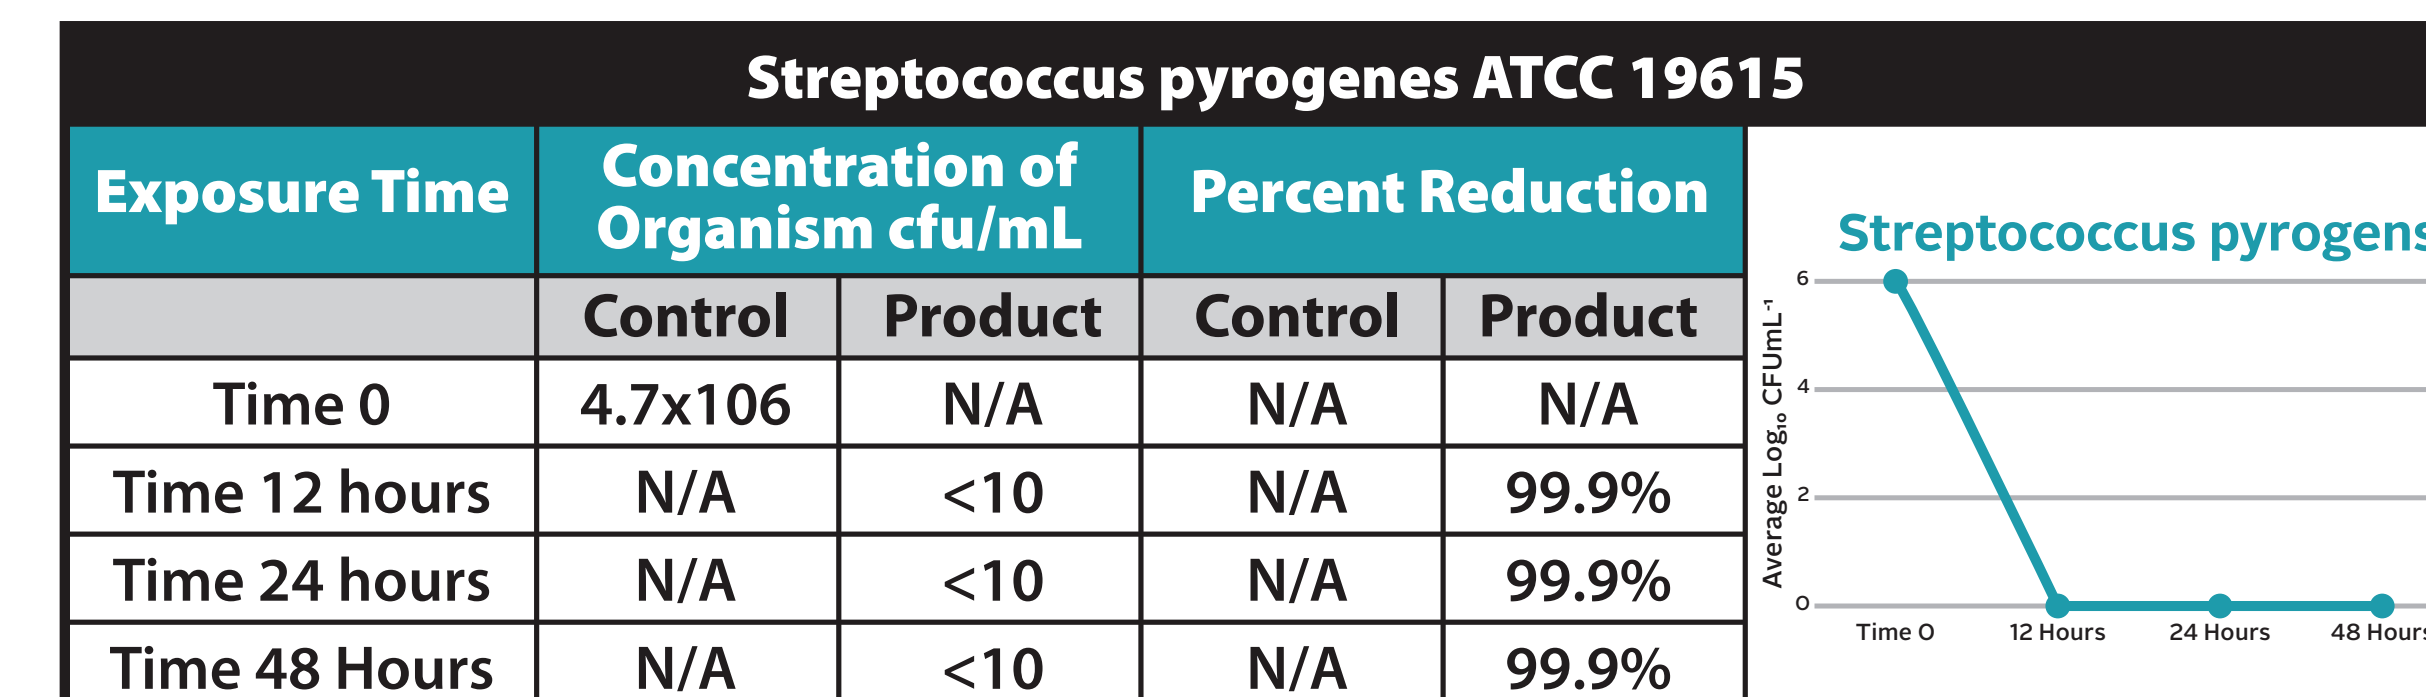 Streptococcus pyrogenes ATCC 19615
Exposure Time
Concentration of
Organism cfu/mL
Percent Reduction
Control Product Control Product
Time 0 4.7x106 N/A N/A N/A
Time 12 hours N/A <10 N/A 99.9%
Time 24 hours N/A <10 N/A 99.9%
Time 48 Hours N/A <10 N/A 99.9%
Streptococcus pyrogens
Average Log₁₀ CFUmL⁻¹
6
4
2
0
Time 0 12 Hours 24 Hours 48 Hours